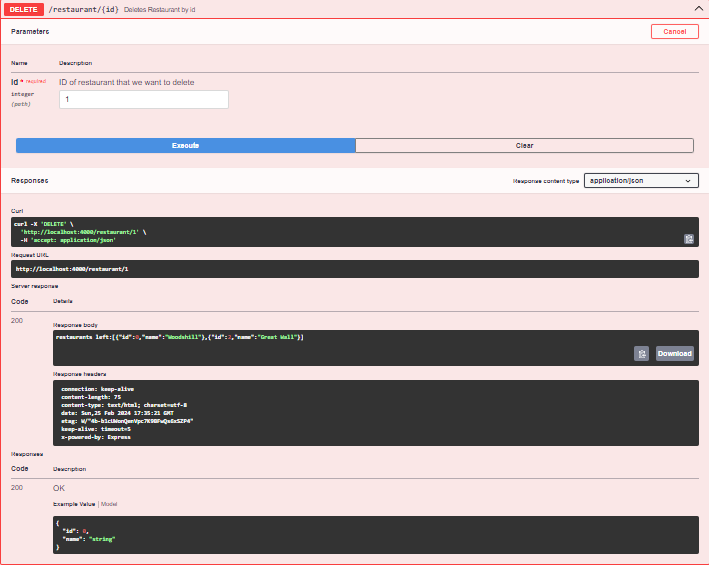 DELETE /restaurant/{id} Deletes Restaurant by id
Parameters Cancel
Name Description
id * required ID of restaurant that we want to delete
integer
(path)
1
Execute Clear
Responses Response content type application/json
Curl
curl -X 'DELETE' \
'http://localhost:4000/restaurant/1' \
-H 'accept: application/json'
Request URL
http://localhost:4000/restaurant/1
Server response
Code Details
200
Response body
restaurants left:[{"id":0,"name":"Woodshill"},{"id":2,"name":"Great Wall"}]
Download
Response headers
connection: keep-alive
content-length: 75
content-type: text/html; charset=utf-8
date: Sun,25 Feb 2024 17:35:21 GMT
keep-alive: timeout=5
x-powered-by: Express
Responses
Code Description
200 OK
Example Value | Model
{
"id": 0,
"name": "string"
}